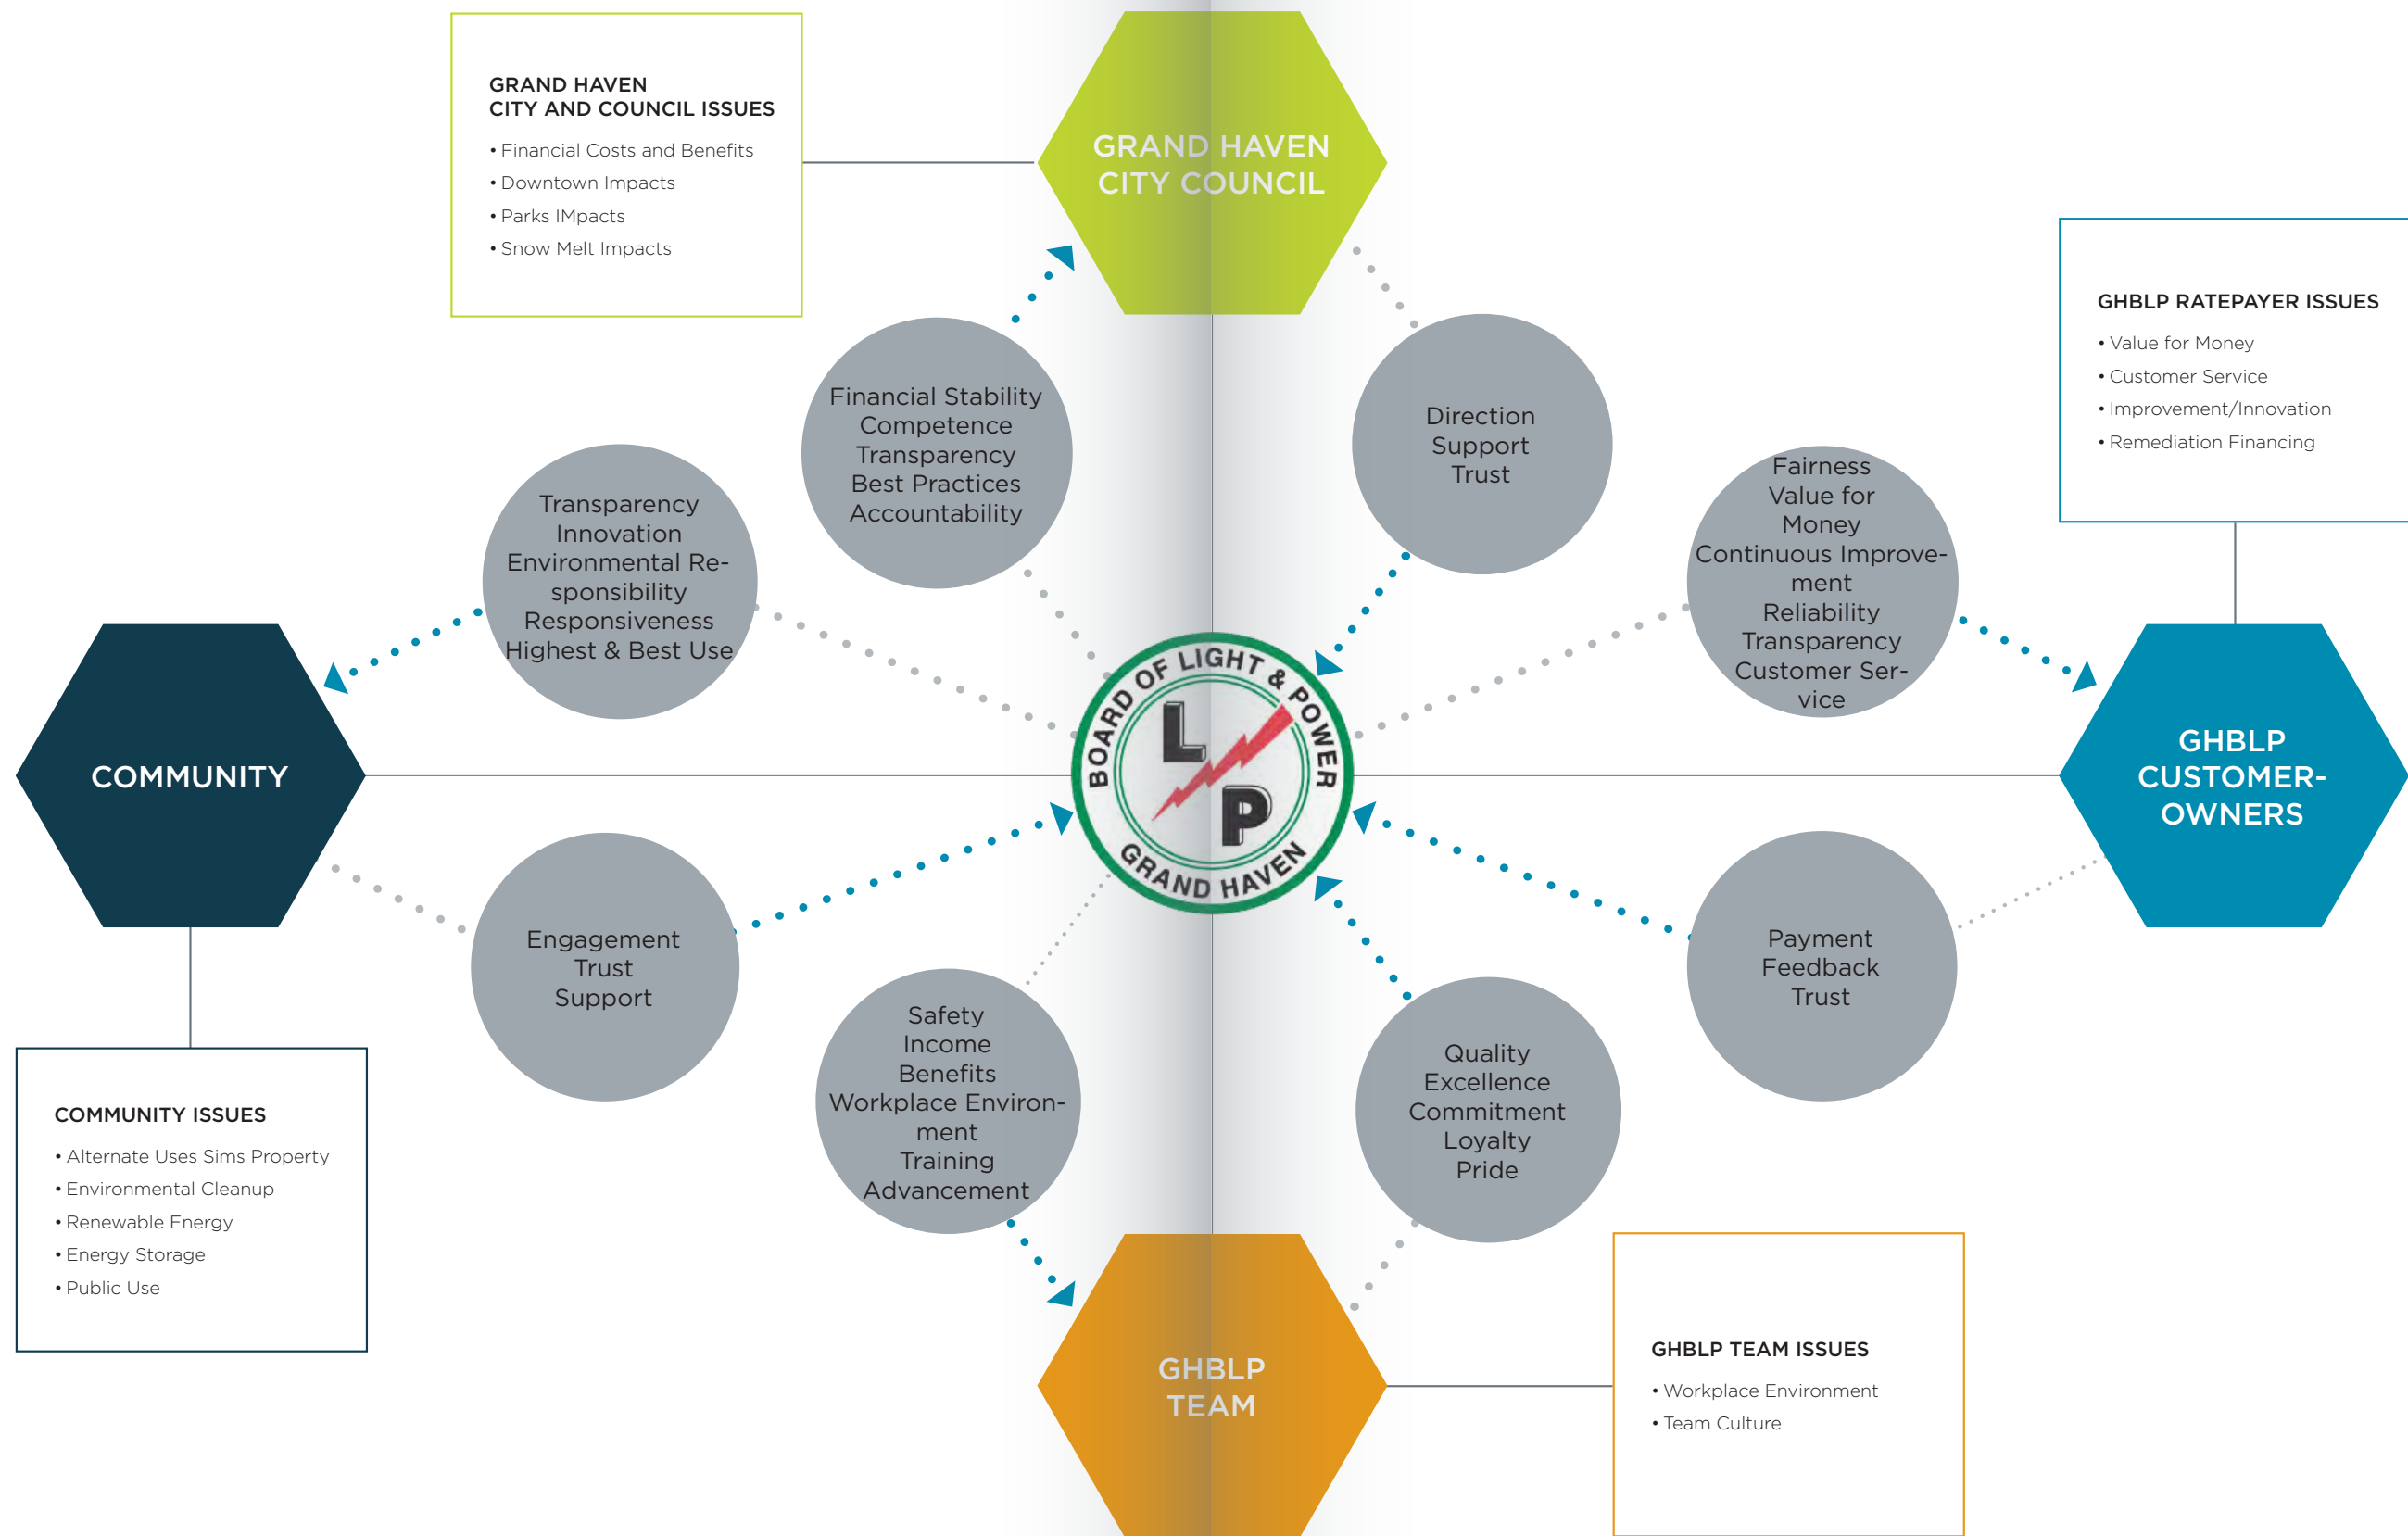 GRAND HAVEN
CITY AND COUNCIL ISSUES
• Financial Costs and Benefits
• Downtown Impacts
• Parks IMpacts
• Snow Melt Impacts
GRAND HAVEN
CITY COUNCIL
GHBLP RATEPAYER ISSUES
• Value for Money
• Customer Service
• Improvement/Innovation
• Remediation Financing
Financial Stability
Competence
Transparency
Best Practices
Accountability
Direction
Support
Trust
Transparency
Innovation
Environmental Re-
sponsibility
Responsiveness
Highest & Best Use
Fairness
Value for
Money
Continuous Improve-
ment
Reliability
Transparency
Customer Ser-
vice
COMMUNITY
BOARD OF LIGHT & POWER
L
P
GRAND HAVEN
GHBLP
CUSTOMER-
OWNERS
Engagement
Trust
Support
Payment
Feedback
Trust
Safety
Income
Benefits
Workplace Environ-
ment
Training
Advancement
Quality
Excellence
Commitment
Loyalty
Pride
COMMUNITY ISSUES
• Alternate Uses Sims Property
• Environmental Cleanup
• Renewable Energy
• Energy Storage
• Public Use
GHBLP
TEAM
GHBLP TEAM ISSUES
• Workplace Environment
• Team Culture